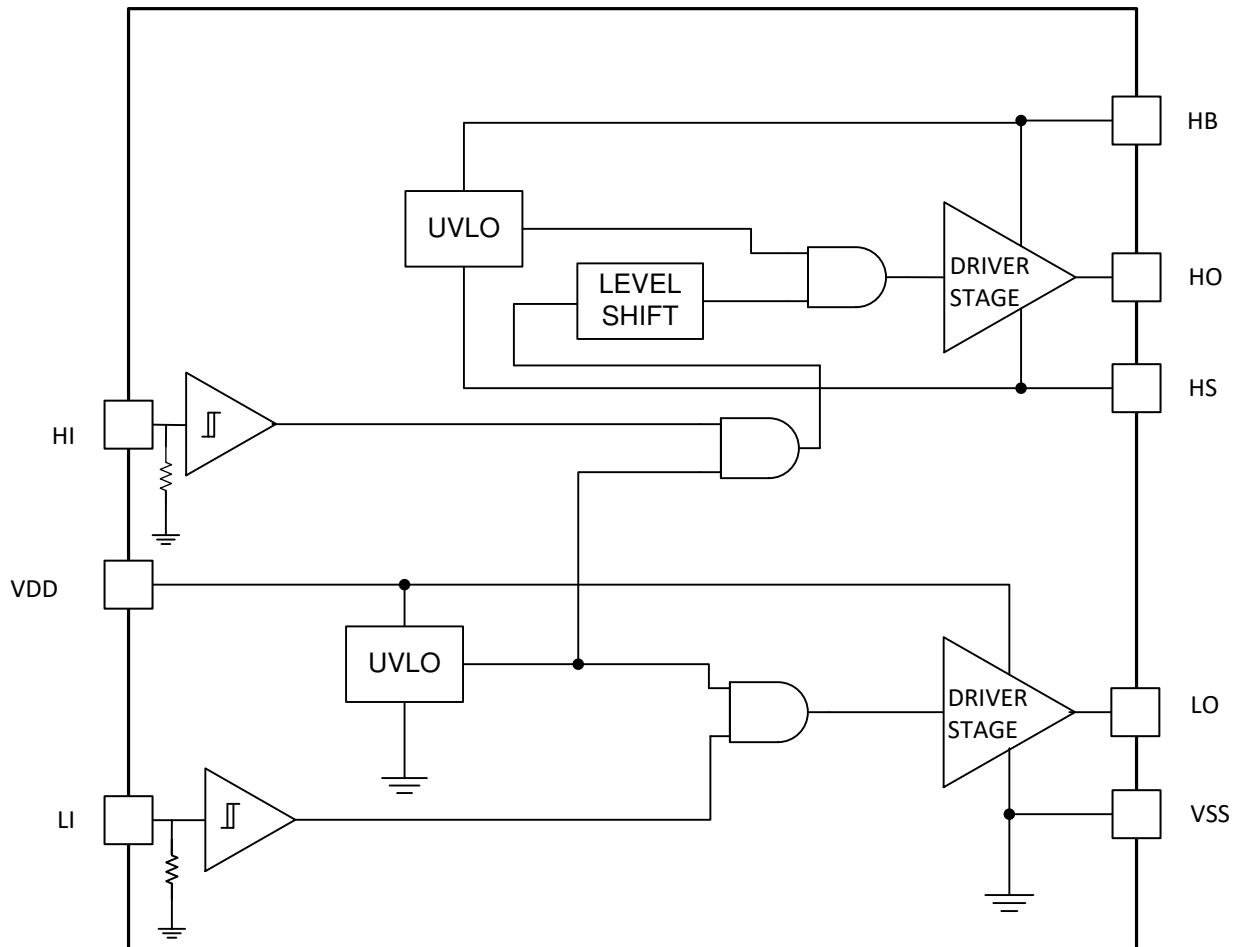 HB
UVLO
LEVEL
SHIFT
DRIVER
STAGE
HO
HS
HI
VDD
UVLO
DRIVER
STAGE
LO
LI
VSS